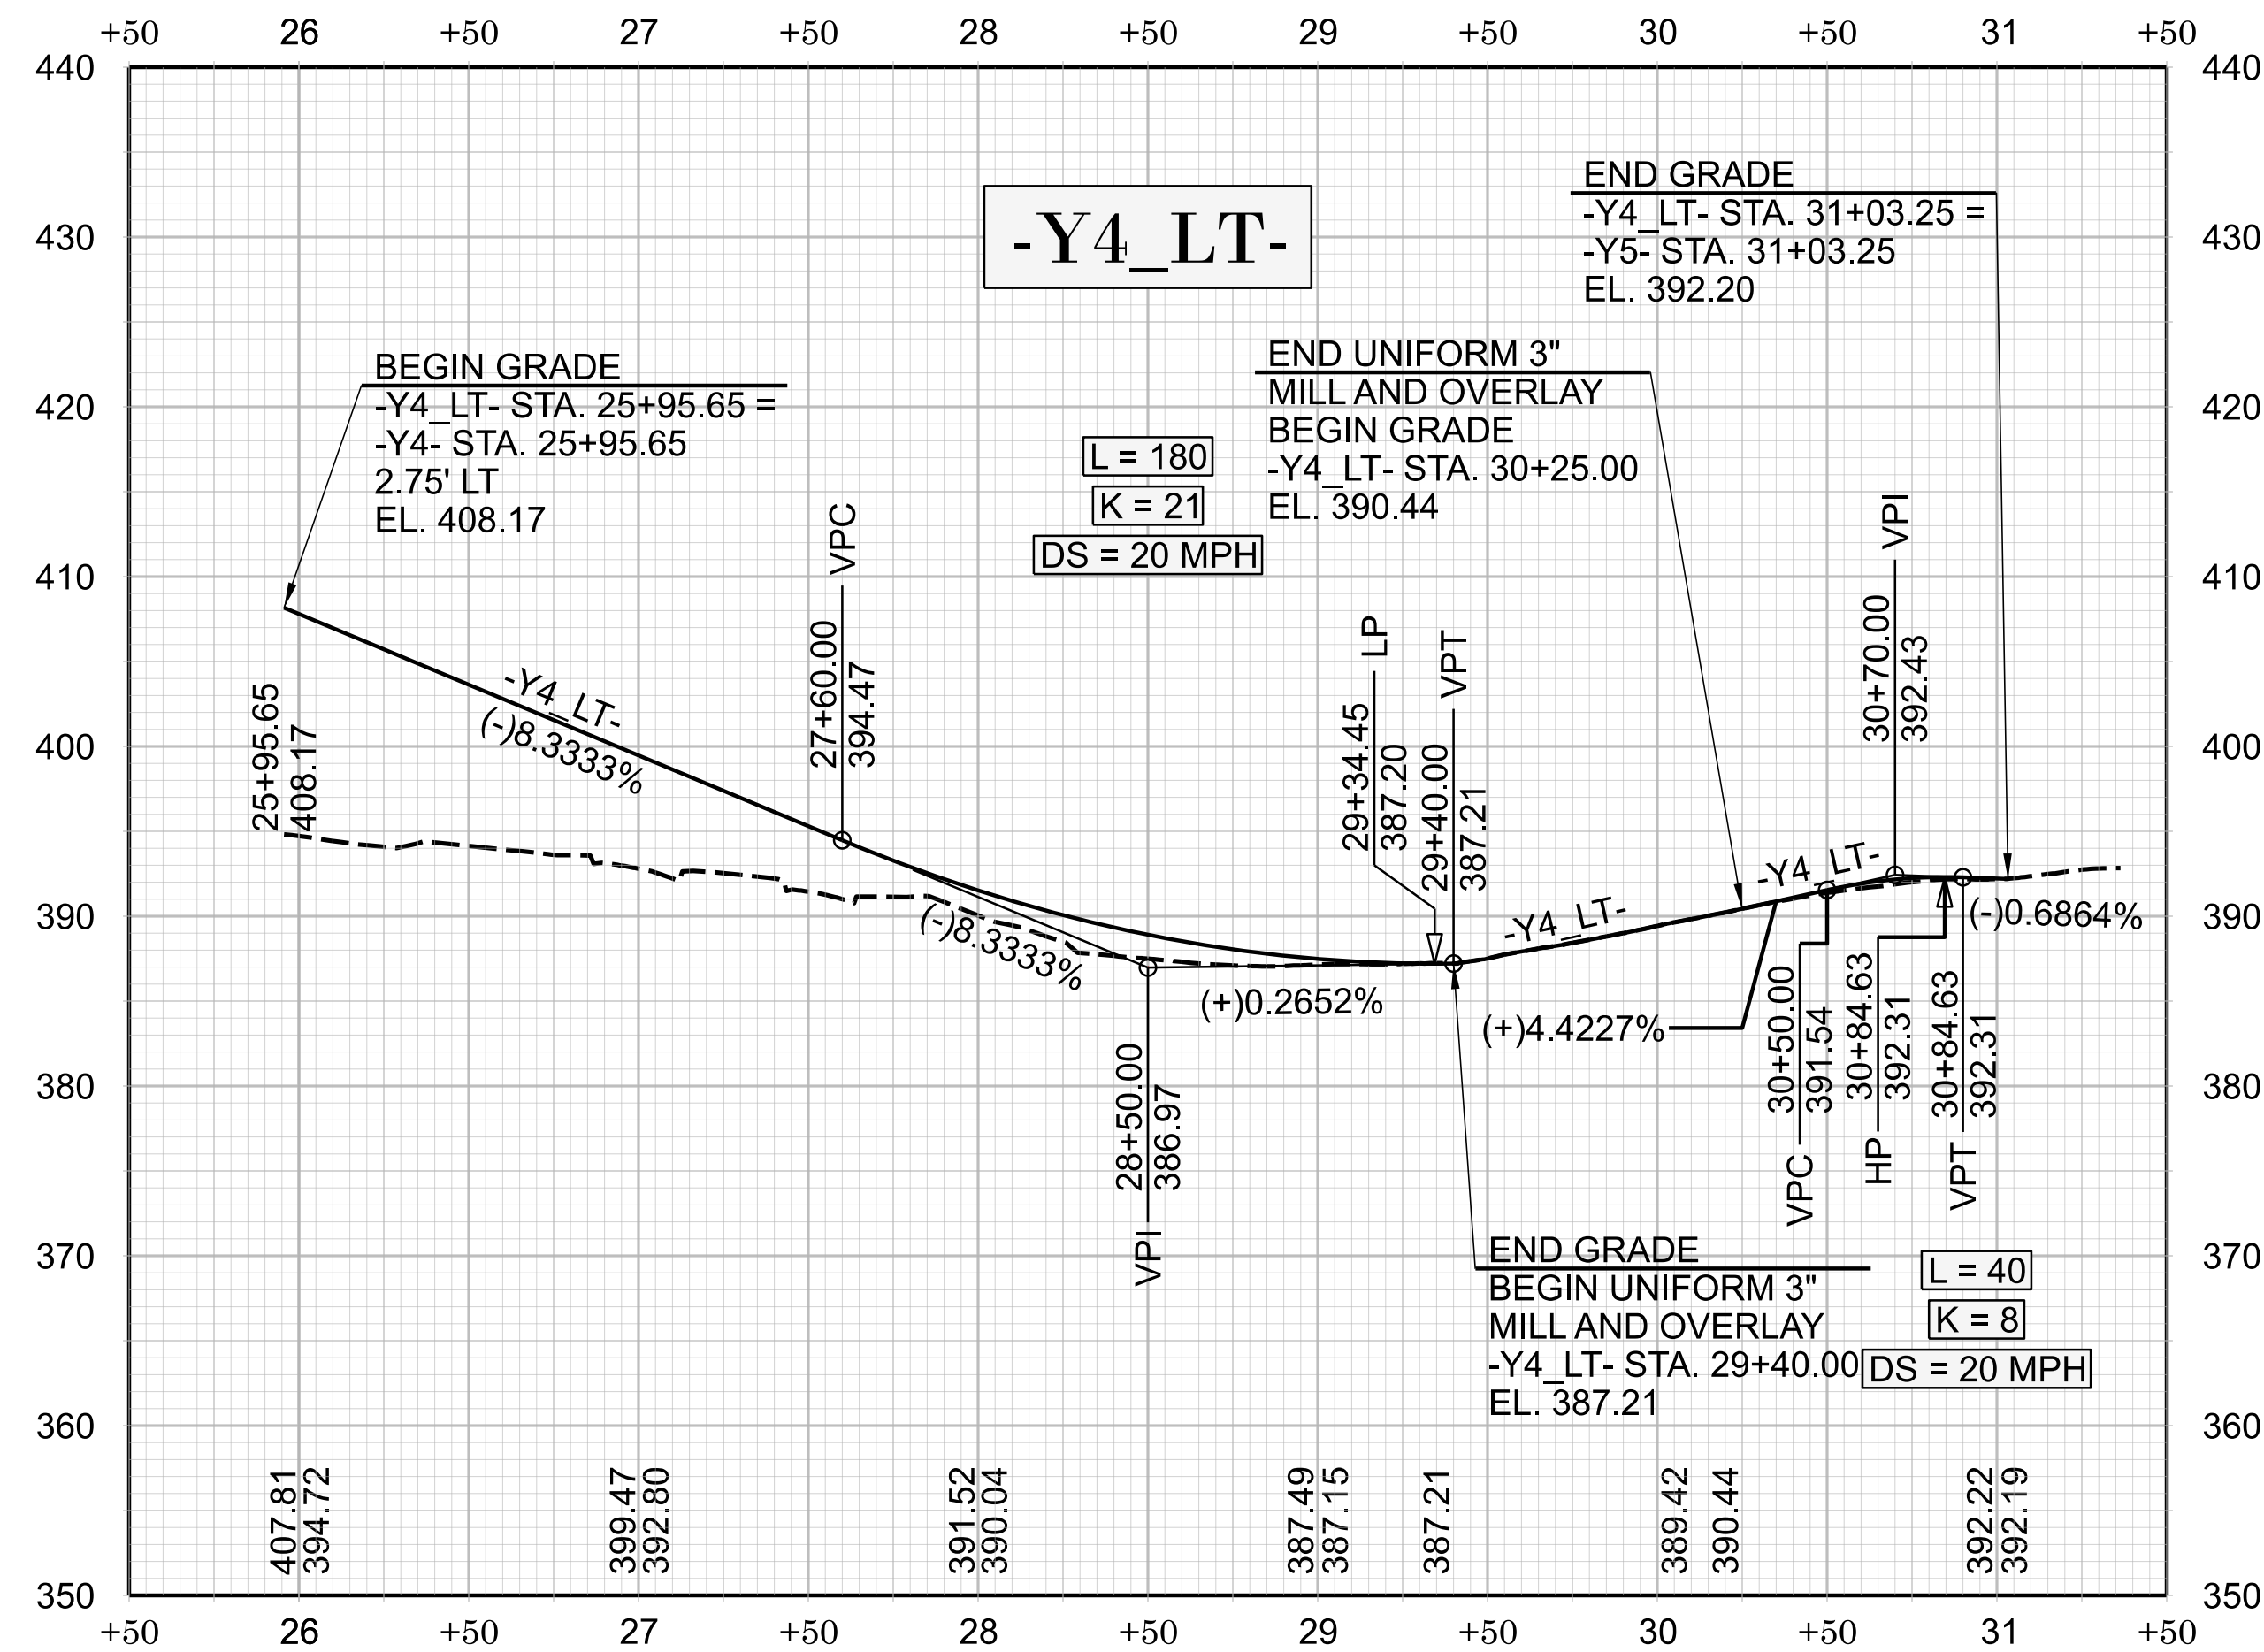 +50 26 +50 27 +50 28 +50 29 +50 30 +50 31 +50
440 440
430 430
420 420
410 410
400 400
390 390
380 380
370 370
360 360
350 350
-Y4_LT-
END GRADE
-Y4_LT- STA. 31+03.25 =
-Y5- STA. 31+03.25
EL. 392.20
BEGIN GRADE
-Y4_LT- STA. 25+95.65 =
-Y4- STA. 25+95.65
2.75' LT
EL. 408.17
L = 180
K = 21
DS = 20 MPH
END UNIFORM 3"
MILL AND OVERLAY
BEGIN GRADE
-Y4_LT- STA. 30+25.00
EL. 390.44
25+95.65
408.17
-Y4_LT-
(-)8.3333%
VPC
27+60.00
394.47
(-)8.3333%
28+50.00
386.97
VPI
(+)0.2652%
LP
29+34.45
387.20
VPT
29+40.00
387.21
-Y4_LT-
(+)4.4227%
-Y4_LT-
VPI
30+70.00
392.43
30+50.00
391.54
VPC
30+84.63
392.31
HP
30+84.63
392.31
VPT
(-)0.6864%
END GRADE
BEGIN UNIFORM 3"
MILL AND OVERLAY
-Y4_LT- STA. 29+40.00
EL. 387.21
L = 40
K = 8
DS = 20 MPH
407.81
394.72
399.47
392.80
391.52
390.04
387.49
387.15
387.21
389.42
390.44
392.22
392.19
+50 26 +50 27 +50 28 +50 29 +50 30 +50 31 +50